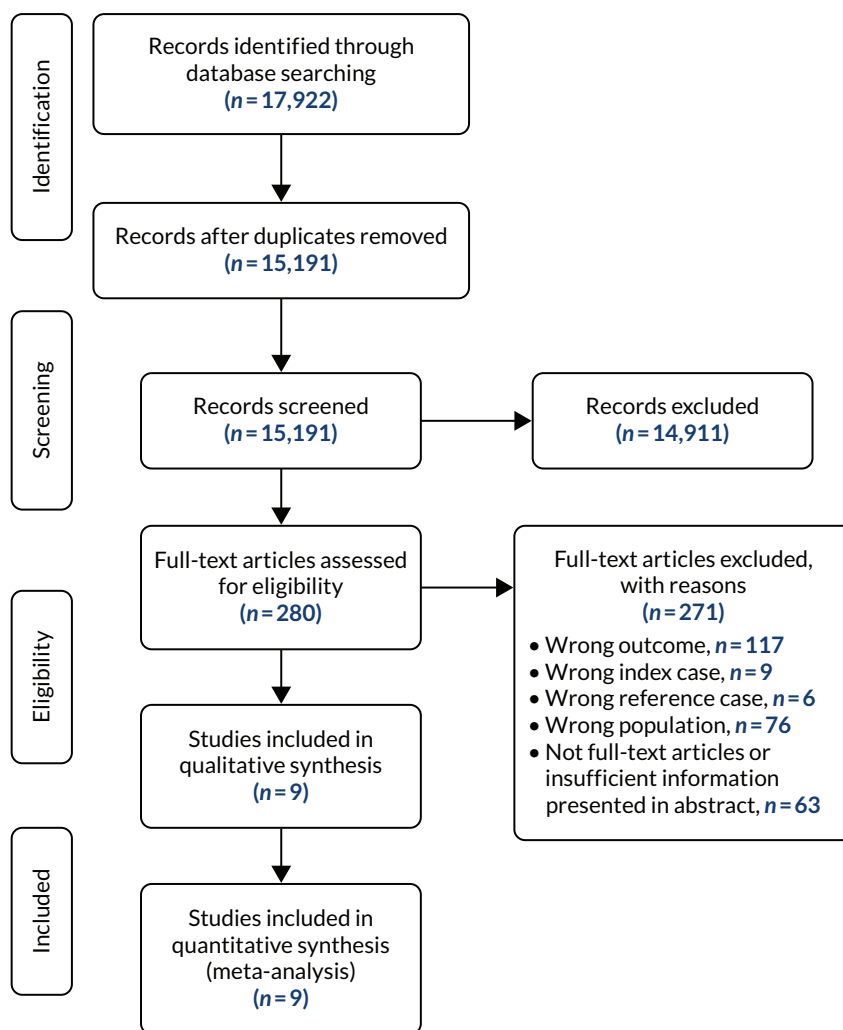 Identification
Records identified through
database searching
(n = 17,922)
Records after duplicates removed
(n = 15,191)
Screening
Records screened
(n = 15,191)
Records excluded
(n = 14,911)
Eligibility
Full-text articles assessed
for eligibility
(n = 280)
Full-text articles excluded,
with reasons
(n = 271)
• Wrong outcome, n = 117
• Wrong index case, n = 9
• Wrong reference case, n = 6
• Wrong population, n = 76
• Not full-text articles or
insufficient information
presented in abstract, n = 63
Studies included in
qualitative synthesis
(n = 9)
Included
Studies included in
quantitative synthesis
(meta-analysis)
(n = 9)